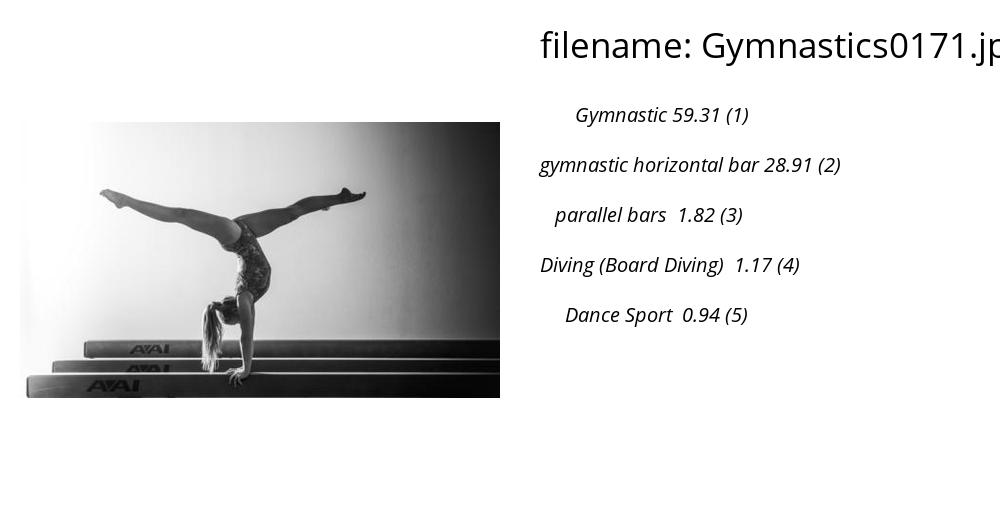 filename: Gymnastics0171.jp
Gymnastic 59.31 (1)
gymnastic horizontal bar 28.91 (2)
parallel bars 1.82 (3)
Diving (Board Diving) 1.17 (4)
Dance Sport 0.94 (5)
AAI
AAI
AAI